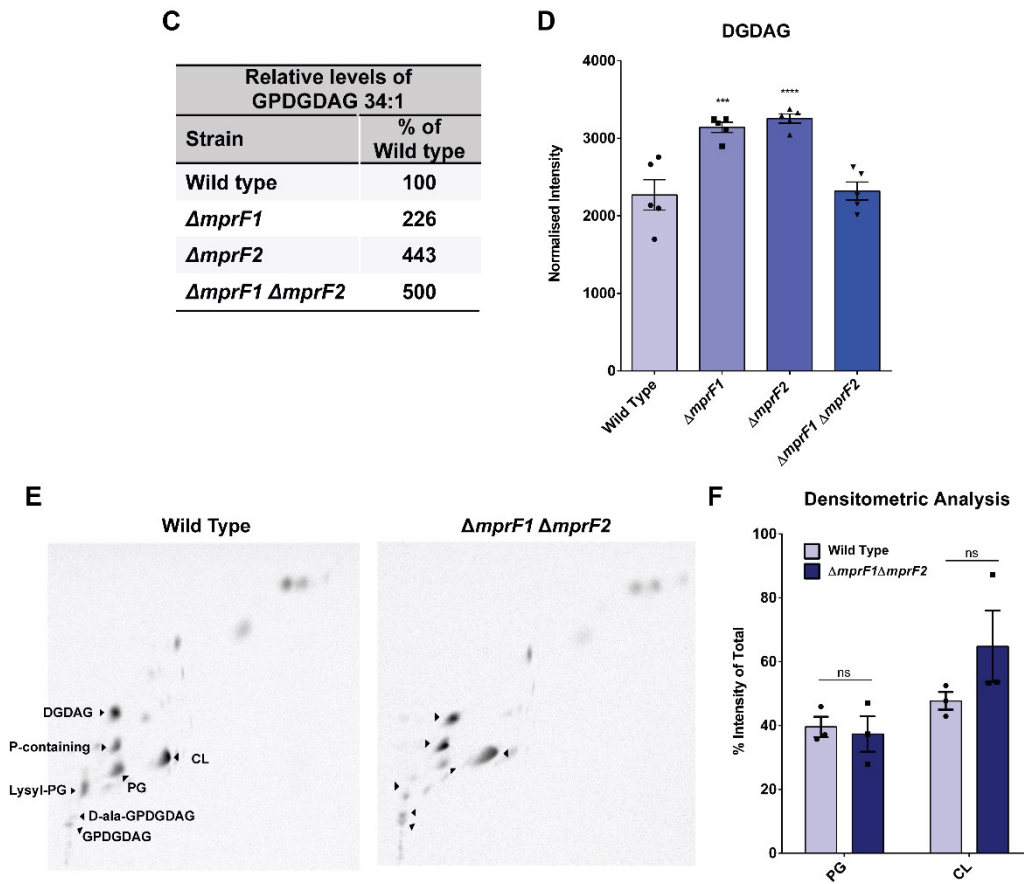 C
Relative levels of
GPDGDAG 34:1
Strain
% of
Wild type
Wild type 100
ΔmprF1 226
ΔmprF2 443
ΔmprF1 ΔmprF2 500
D
DGDAG
Normalised Intensity
4000
3000
2000
1000
0
***
****
Wild Type
ΔmprF1
ΔmprF2
ΔmprF1 ΔmprF2
E
Wild Type
ΔmprF1 ΔmprF2
DGDAG
P-containing
CL
PG
Lysyl-PG
D-ala-GPDGDAG
GPDGDAG
F
Densitometric Analysis
% Intensity of Total
100
80
60
40
20
0
Wild Type
ΔmprF1ΔmprF2
ns
ns
PG
CL